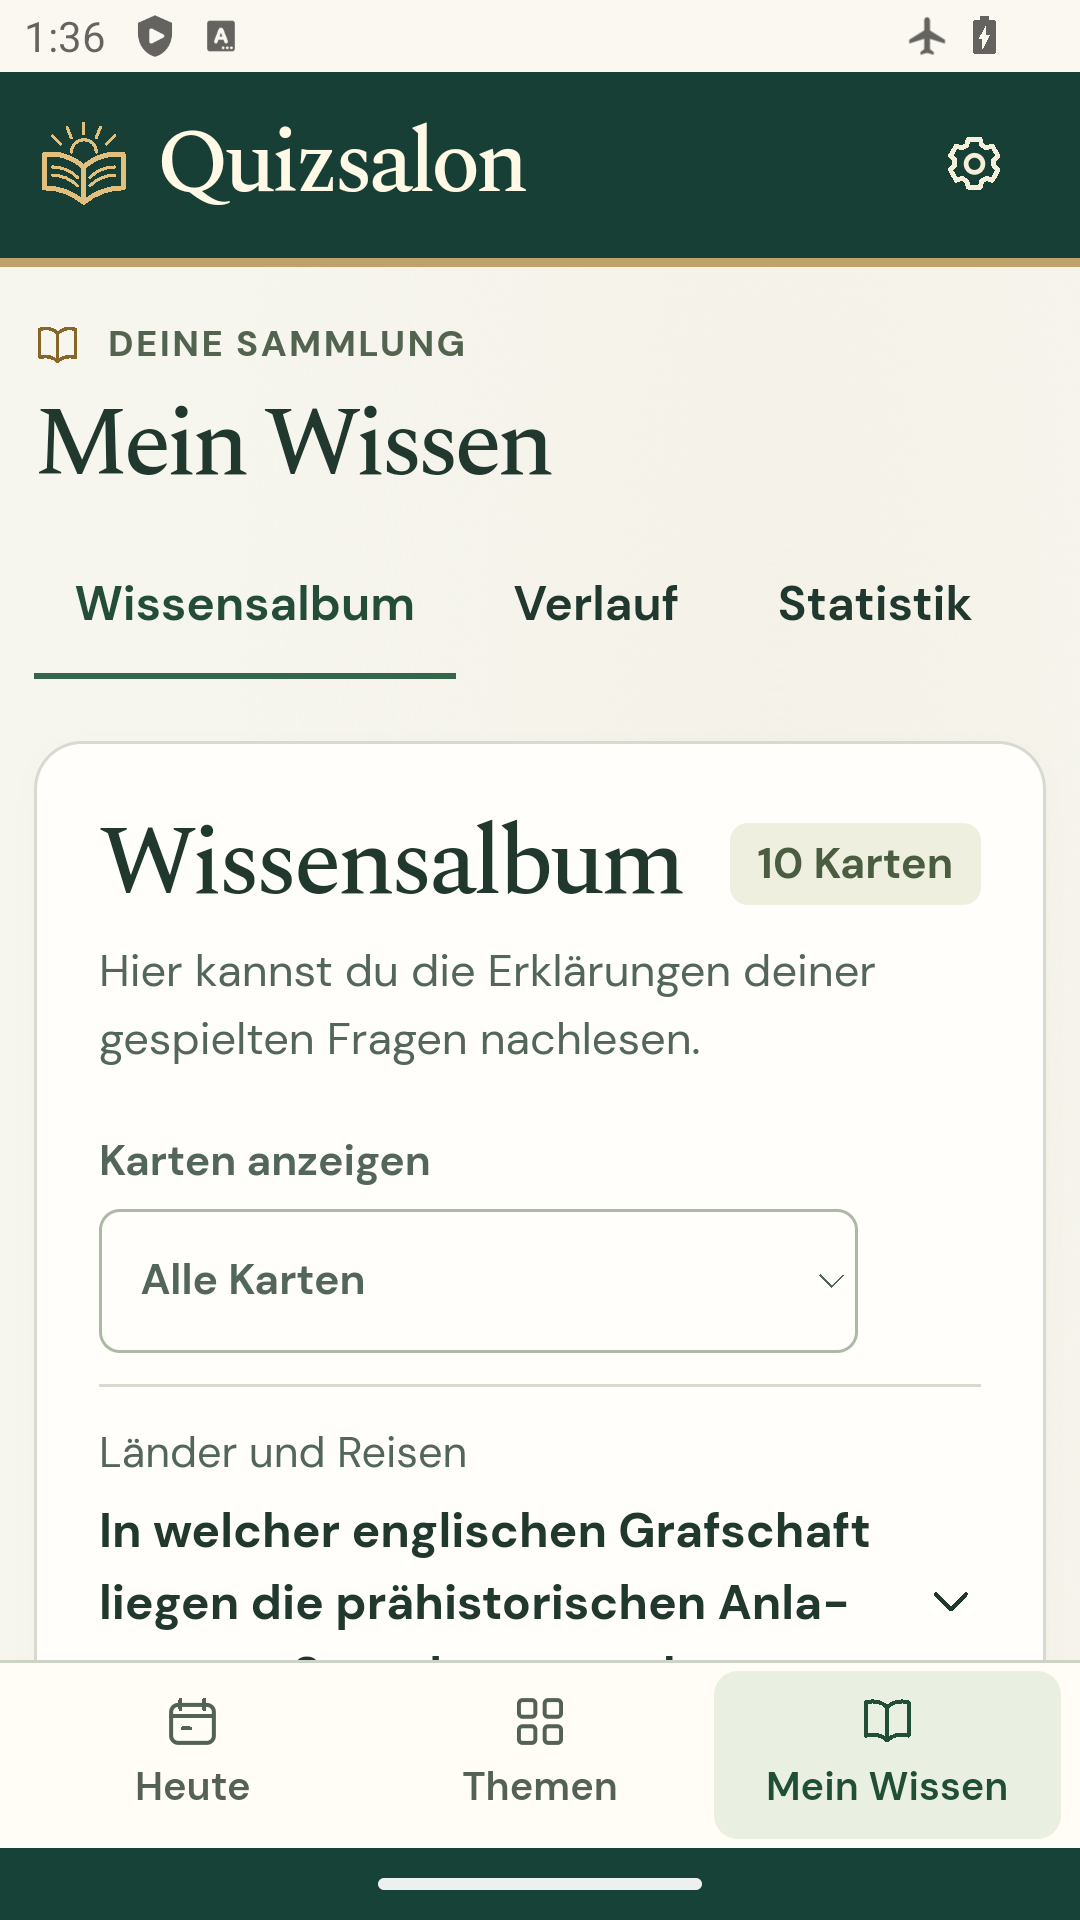 1:36
Quizsalon
DEINE SAMMLUNG
Mein Wissen
Wissensalbum Verlauf Statistik
Wissensalbum
10 Karten
Hier kannst du die Erklärungen deiner
gespielten Fragen nachlesen.
Karten anzeigen
Alle Karten
Länder und Reisen
In welcher englischen Grafschaft
liegen die prähistorischen Anla-
Heute Themen Mein Wissen